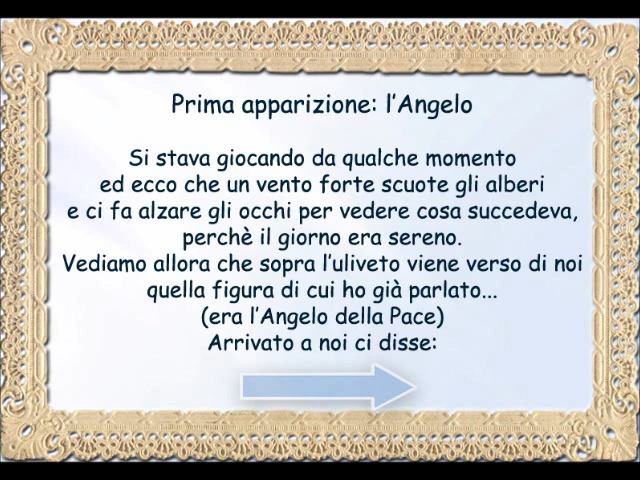 Prima apparizione: l'Angelo
Si stava giocando da qualche momento
ed ecco che un vento forte scuote gli alberi
e ci fa alzare gli occhi per vedere cosa succedeva,
perchè il giorno era sereno.
Vediamo allora che sopra l'uliveto viene verso di noi
quella figura di cui ho già parlato...
(era l'Angelo della Pace)
Arrivato a noi ci disse: